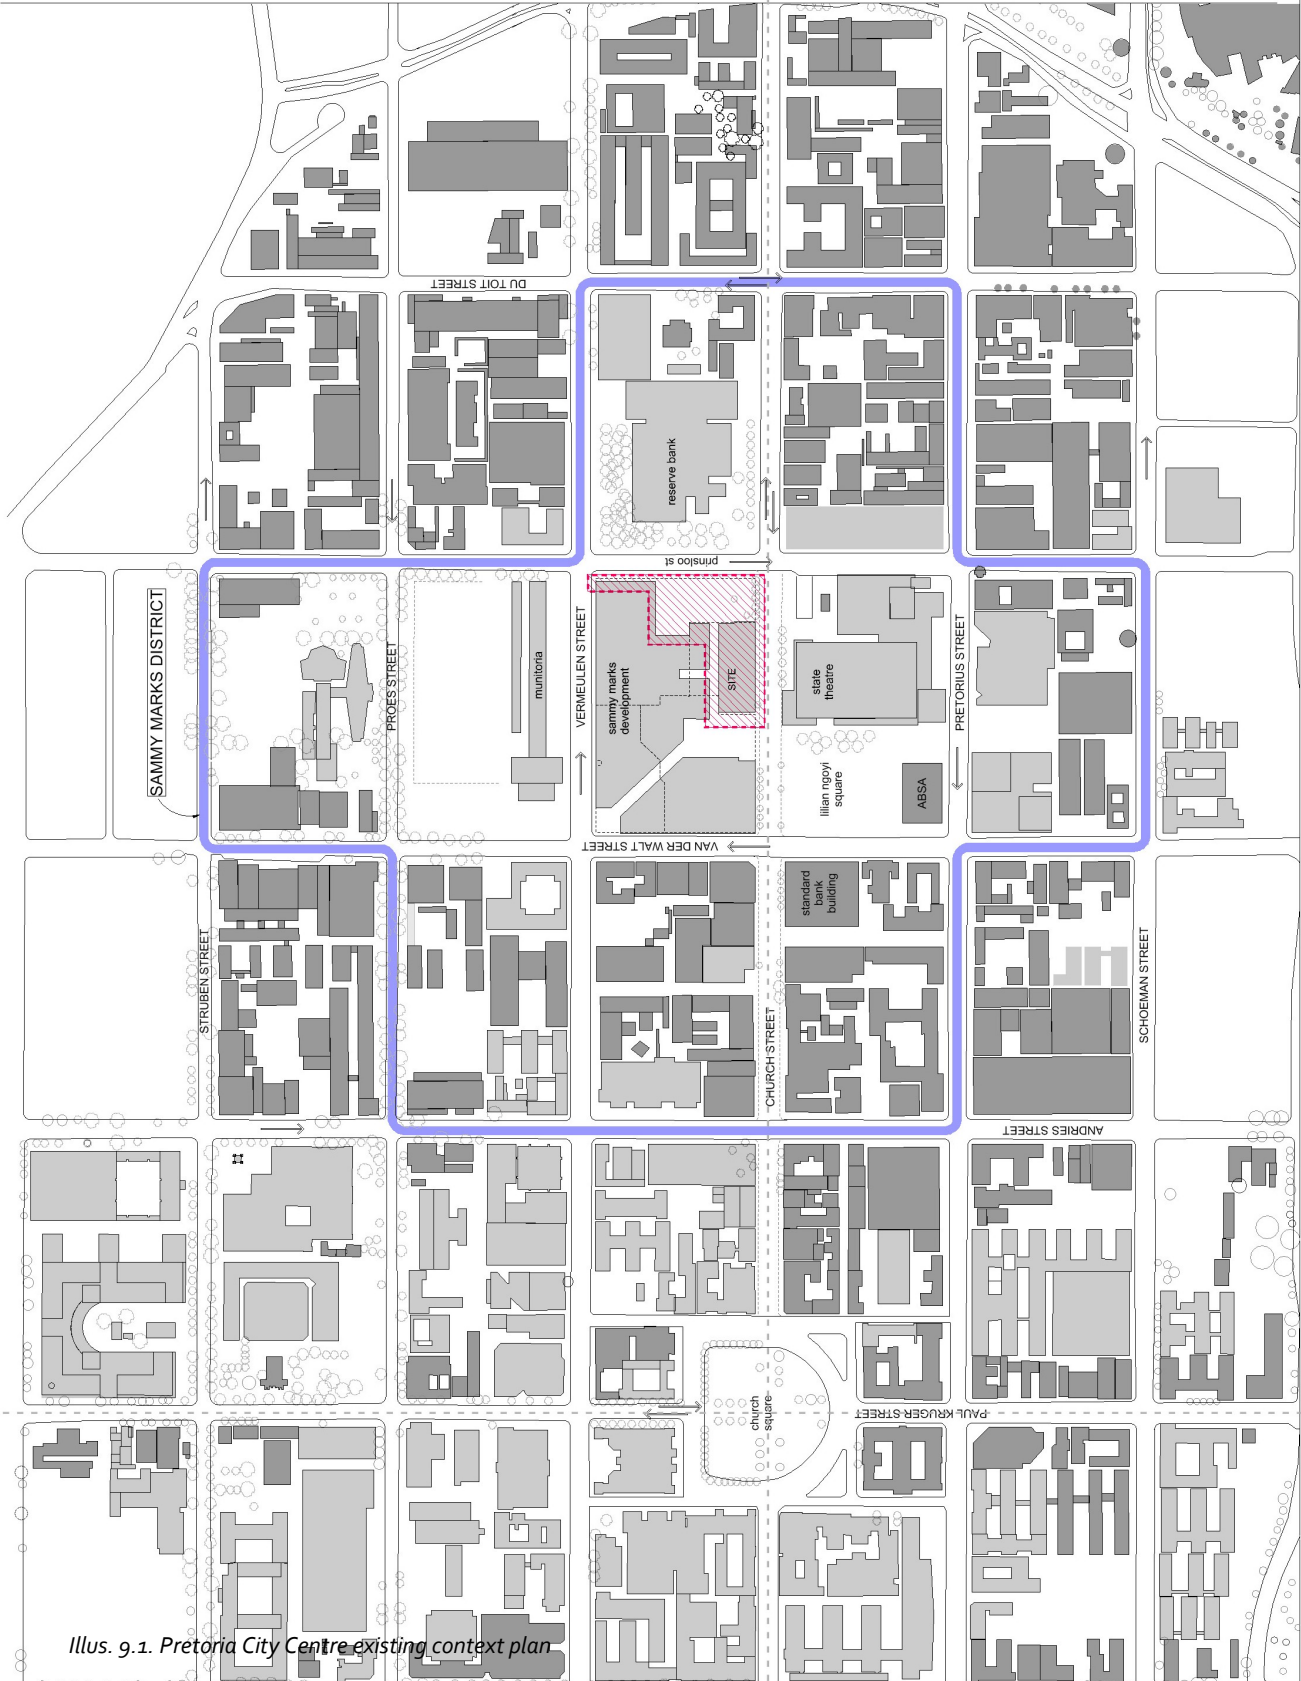 DU TOIT STREET
reserve bank
prinsloo st
SAMMY MARKS DISTRICT
PROES STREET
munitoria
VERMEULEN STREET
sammy marks
development
SITE
state
theatre
PRETORIUS STREET
lilian ngoyi
square
ABSA
VAN DER WALT STREET
standard
bank
building
STRUBEN STREET
CHURCH STREET
SCHOEMAN STREET
ANDRIES STREET
church
square
PAUL KRUGER STREET
Illus. 9.1. Pretoria City Centre existing context plan